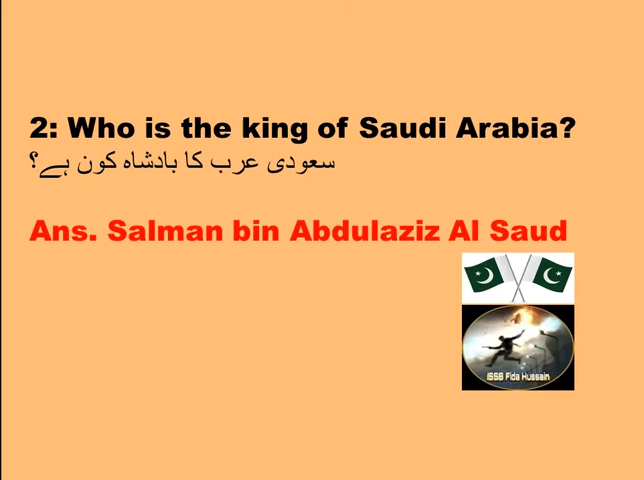 2: Who is the king of Saudi Arabia?
سعودی عرب کا بادشاہ کون ہے؟
Ans. Salman bin Abdulaziz Al Saud
ISSB Fida Hussain